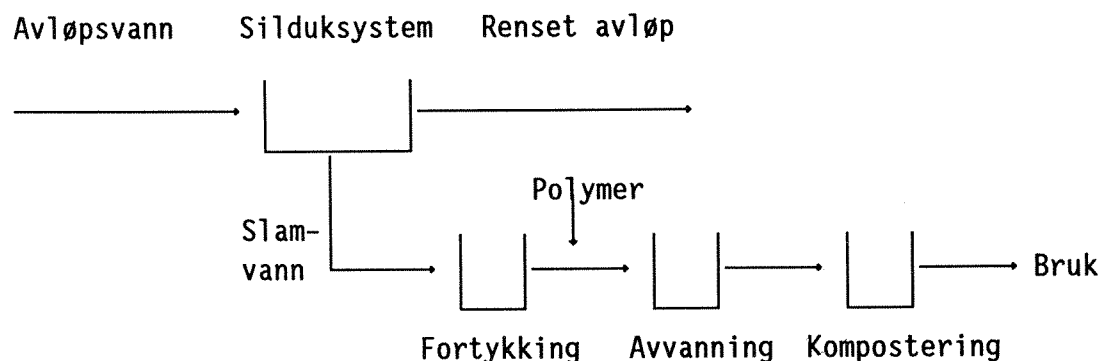 Avløpsvann Silduksystem Renset avløp
Polymer
Slam-
vann
Bruk
Fortykking Avvanning Kompostering